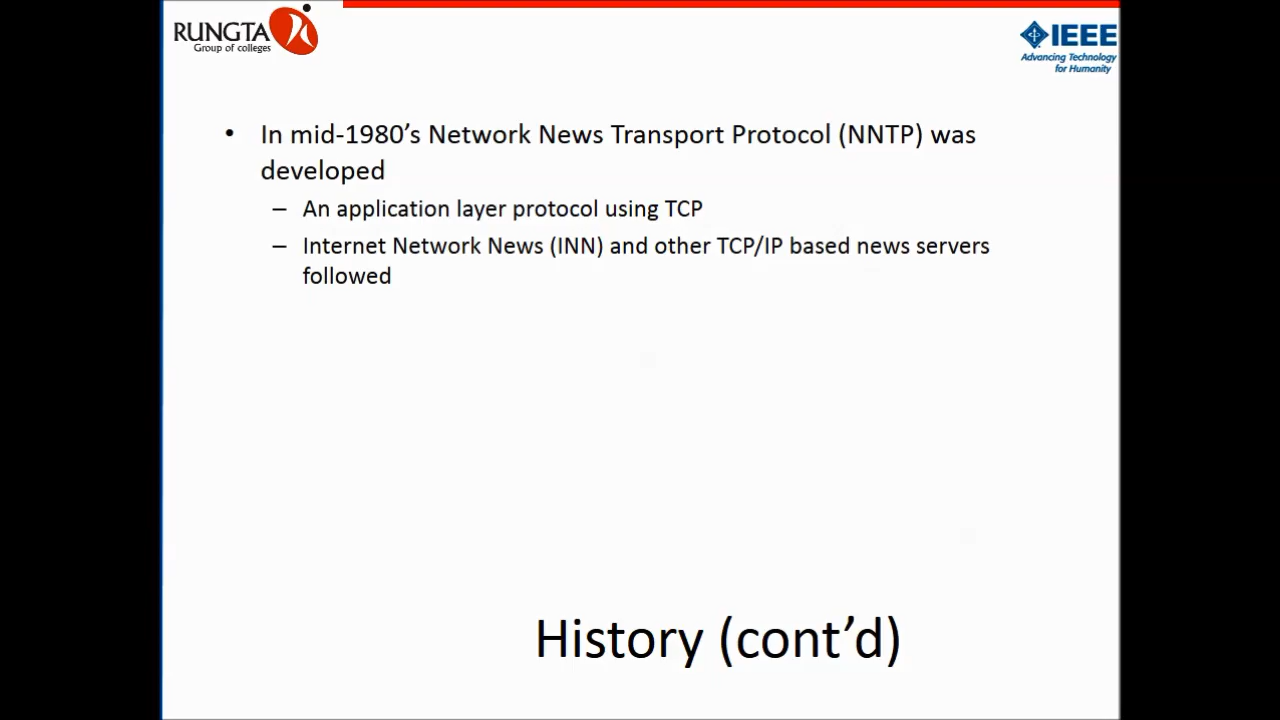 RUNGTA
Group of colleges
IEEE
Advancing Technology
for Humanity
• In mid-1980’s Network News Transport Protocol (NNTP) was
developed
– An application layer protocol using TCP
– Internet Network News (INN) and other TCP/IP based news servers
followed
History (cont’d)